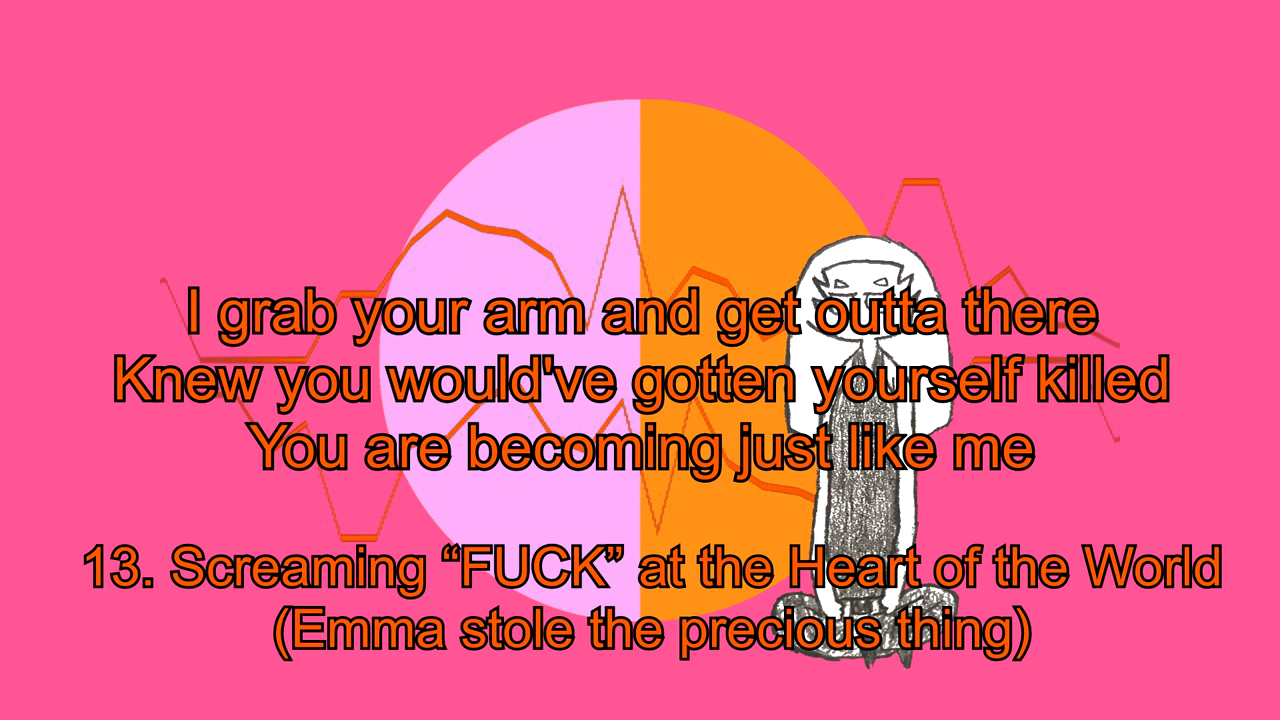 I grab your arm and get outta there
Knew you would've gotten yourself killed
You are becoming just like me
13. Screaming “FUCK” at the Heart of the World
(Emma stole the precious thing)